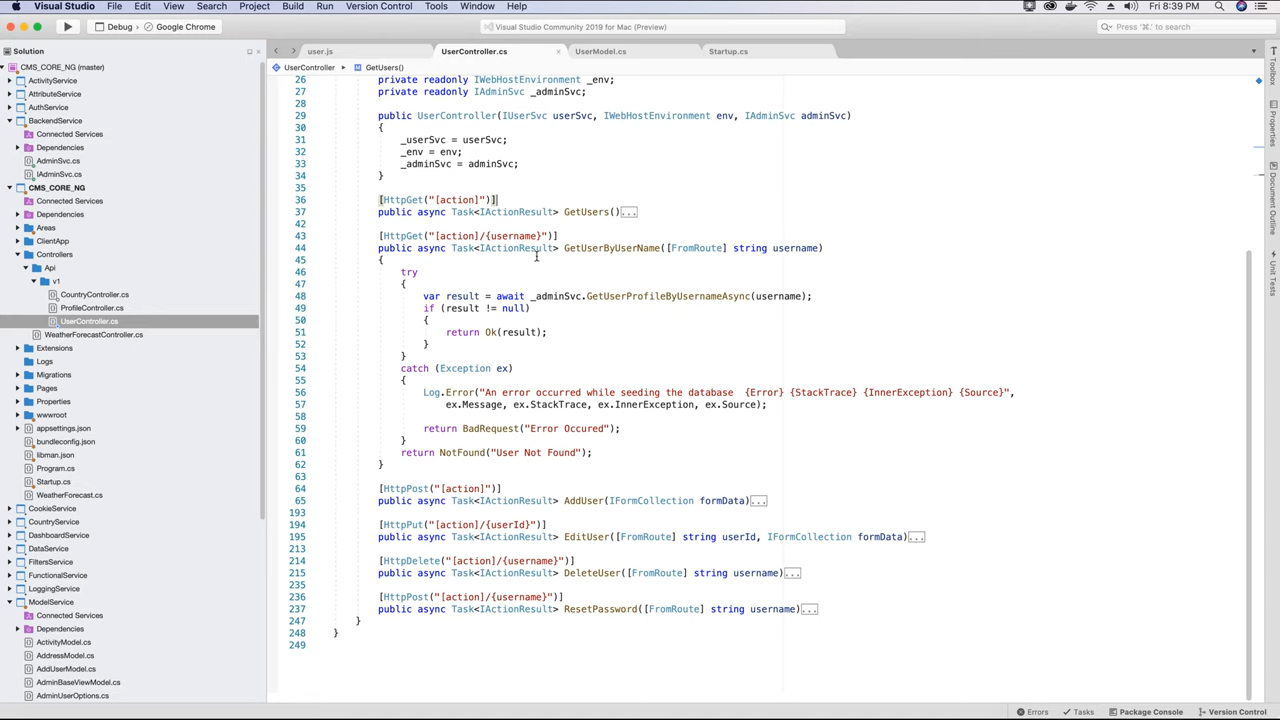 Visual Studio File Edit View Search Project Build Run Version Control Tools Window Help Fri 8:39 PM
Debug Google Chrome Visual Studio Community 2019 for Mac (Preview) Press '⌘.' to search
Solution
CMS_CORE_NG (master)
ActivityService
AttributeService
AuthService
BackendService
Connected Services
Dependencies
AdminSvc.cs
IAdminSvc.cs
CMS_CORE_NG
Connected Services
Dependencies
Areas
ClientApp
Controllers
Api
v1
CountryController.cs
ProfileController.cs
UserController.cs
WeatherForecastController.cs
Extensions
Logs
Migrations
Pages
Properties
wwwroot
appsettings.json
bundleconfig.json
libman.json
Program.cs
Startup.cs
WeatherForecast.cs
CookieService
CountryService
DashboardService
DataService
FiltersService
FunctionalService
LoggingService
ModelService
Connected Services
Dependencies
ActivityModel.cs
AddressModel.cs
AddUserModel.cs
AdminBaseViewModel.cs
AdminUserOptions.cs
user.js UserController.cs UserModel.cs Startup.cs
UserController GetUsers()
26 private readonly IWebHostEnvironment _env;
27 private readonly IAdminSvc _adminSvc;
28
29 public UserController(IUserSvc userSvc, IWebHostEnvironment env, IAdminSvc adminSvc)
30 {
31 _userSvc = userSvc;
32 _env = env;
33 _adminSvc = adminSvc;
34 }
35
36 [HttpGet("[action]")]
37 public async Task<IActionResult> GetUsers()...
42
43 [HttpGet("[action]/{username}")]
44 public async Task<IActionResult> GetUserByUserName([FromRoute] string username)
45 {
46 try
47 {
48 var result = await _adminSvc.GetUserProfileByUsernameAsync(username);
49 if (result != null)
50 {
51 return Ok(result);
52 }
53 }
54 catch (Exception ex)
55 {
56 Log.Error("An error occurred while seeding the database {Error} {StackTrace} {InnerException} {Source}",
57 ex.Message, ex.StackTrace, ex.InnerException, ex.Source);
58
59 return BadRequest("Error Occured");
60 }
61 return NotFound("User Not Found");
62 }
63
64 [HttpPost("[action]")]
65 public async Task<IActionResult> AddUser(IFormCollection formData)...
193
194 [HttpPut("[action]/{userId}")]
195 public async Task<IActionResult> EditUser([FromRoute] string userId, IFormCollection formData)...
213
214 [HttpDelete("[action]/{username}")]
215 public async Task<IActionResult> DeleteUser([FromRoute] string username)...
235
236 [HttpPost("[action]/{username}")]
237 public async Task<IActionResult> ResetPassword([FromRoute] string username)...
247 }
248 }
249
Toolbox
Properties
Document Outline
Unit Tests
Errors Tasks Package Console Version Control